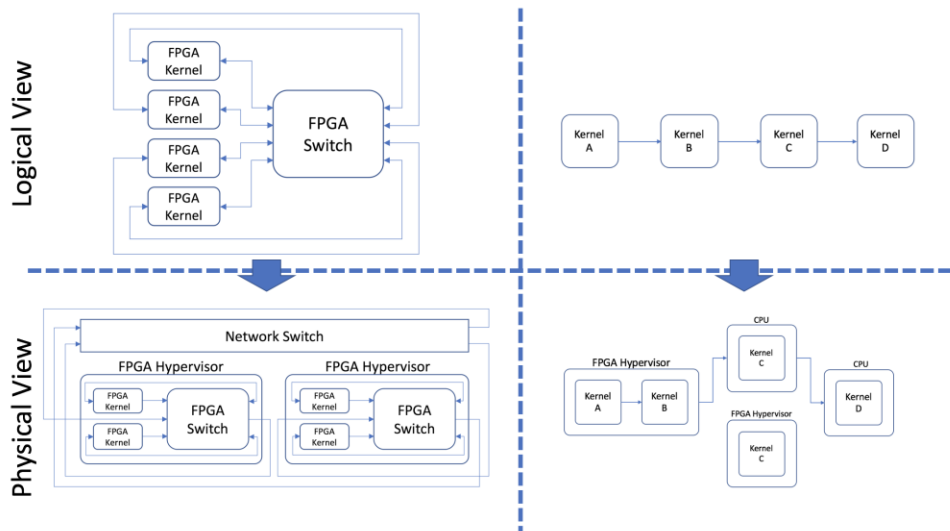 Logical View
FPGA
Kernel
FPGA
Kernel
FPGA
Kernel
FPGA
Kernel
FPGA
Switch
Kernel
A
Kernel
B
Kernel
C
Kernel
D
Physical View
Network Switch
FPGA Hypervisor
FPGA
Kernel
FPGA
Kernel
FPGA
Switch
FPGA Hypervisor
FPGA
Kernel
FPGA
Kernel
FPGA
Switch
FPGA Hypervisor
Kernel
A
Kernel
B
CPU
Kernel
C
FPGA Hypervisor
Kernel
C
CPU
Kernel
D